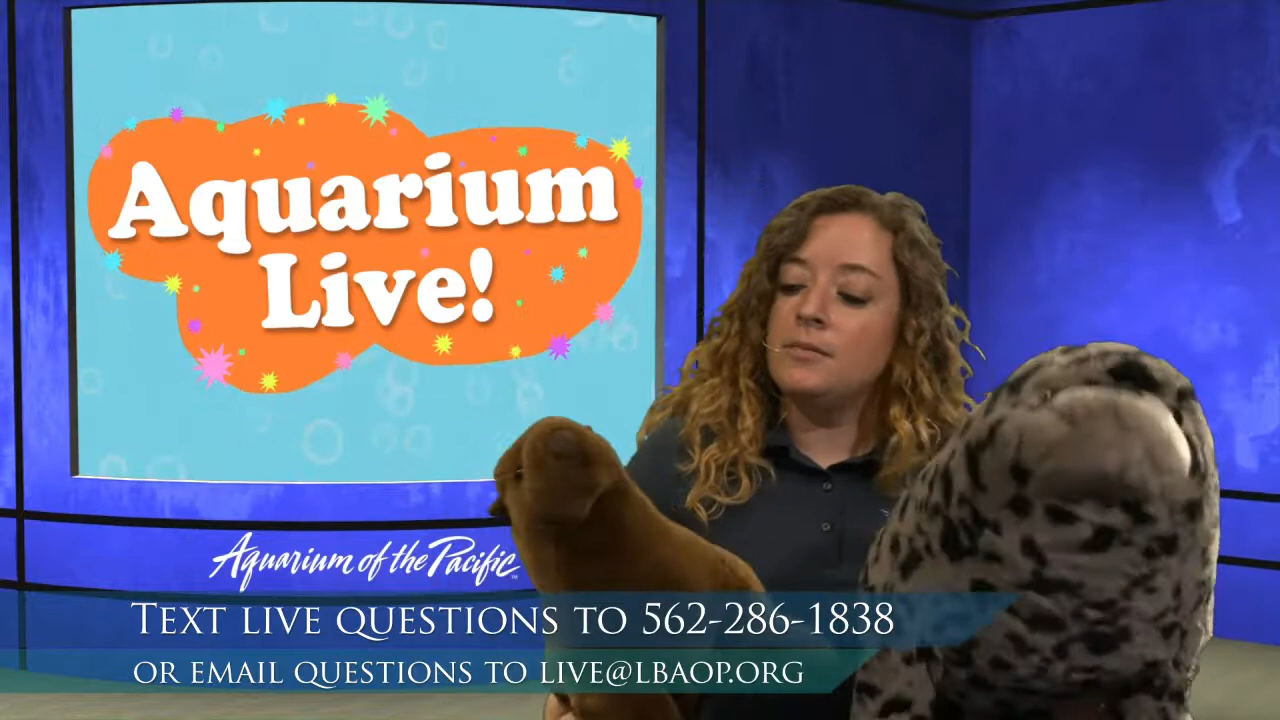 Aquarium
Live!
Aquarium of the Pacific™
TEXT LIVE QUESTIONS TO 562-286-1838
OR EMAIL QUESTIONS TO LIVE@LBAOP.ORG